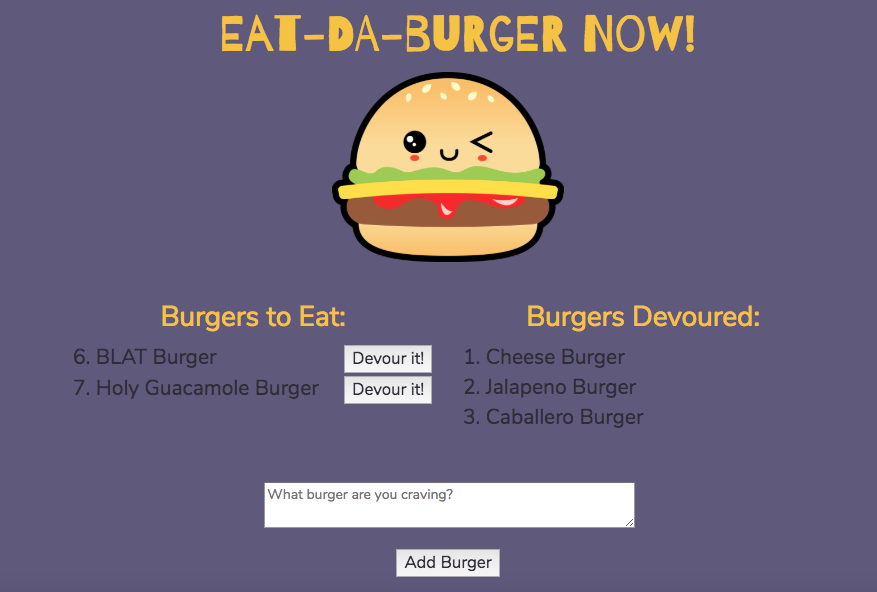 EAT-DA-BURGER NOW!
Burgers to Eat:
6. BLAT Burger Devour it!
7. Holy Guacamole Burger Devour it!
Burgers Devoured:
1. Cheese Burger
2. Jalapeno Burger
3. Caballero Burger
What burger are you craving?
Add Burger